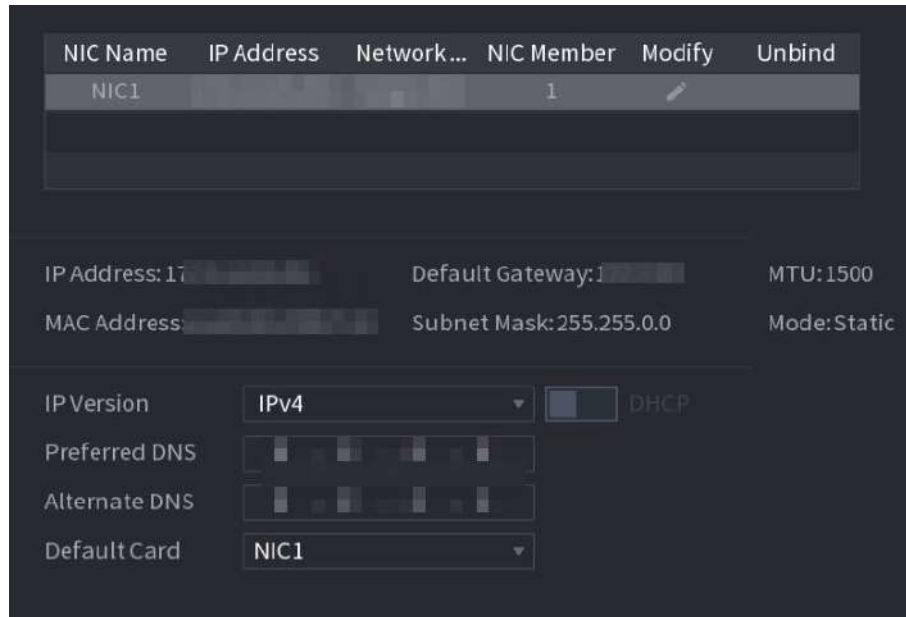 NIC Name IP Address Network... NIC Member Modify Unbind
NIC1 1
IP Address: Default Gateway: MTU:1500
MAC Address: Subnet Mask:255.255.0.0 Mode:Static
IP Version IPv4 DHCP
Preferred DNS
Alternate DNS
Default Card NIC1